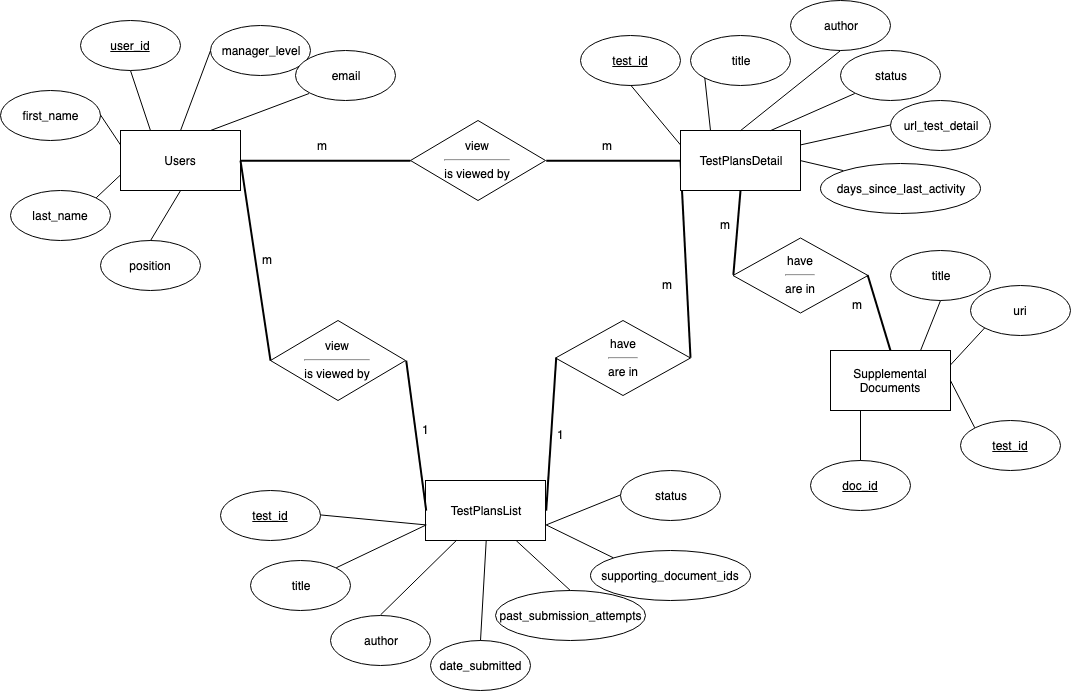 user_id
manager_level
email
first_name
Users
last_name
position
m
view
is viewed by
m
test_id
title
author
status
url_test_detail
TestPlansDetail
days_since_last_activity
m
have
are in
m
title
uri
Supplemental
Documents
test_id
doc_id
m
view
is viewed by
1
m
have
are in
1
TestPlansList
test_id
title
author
date_submitted
past_submission_attempts
supporting_document_ids
status